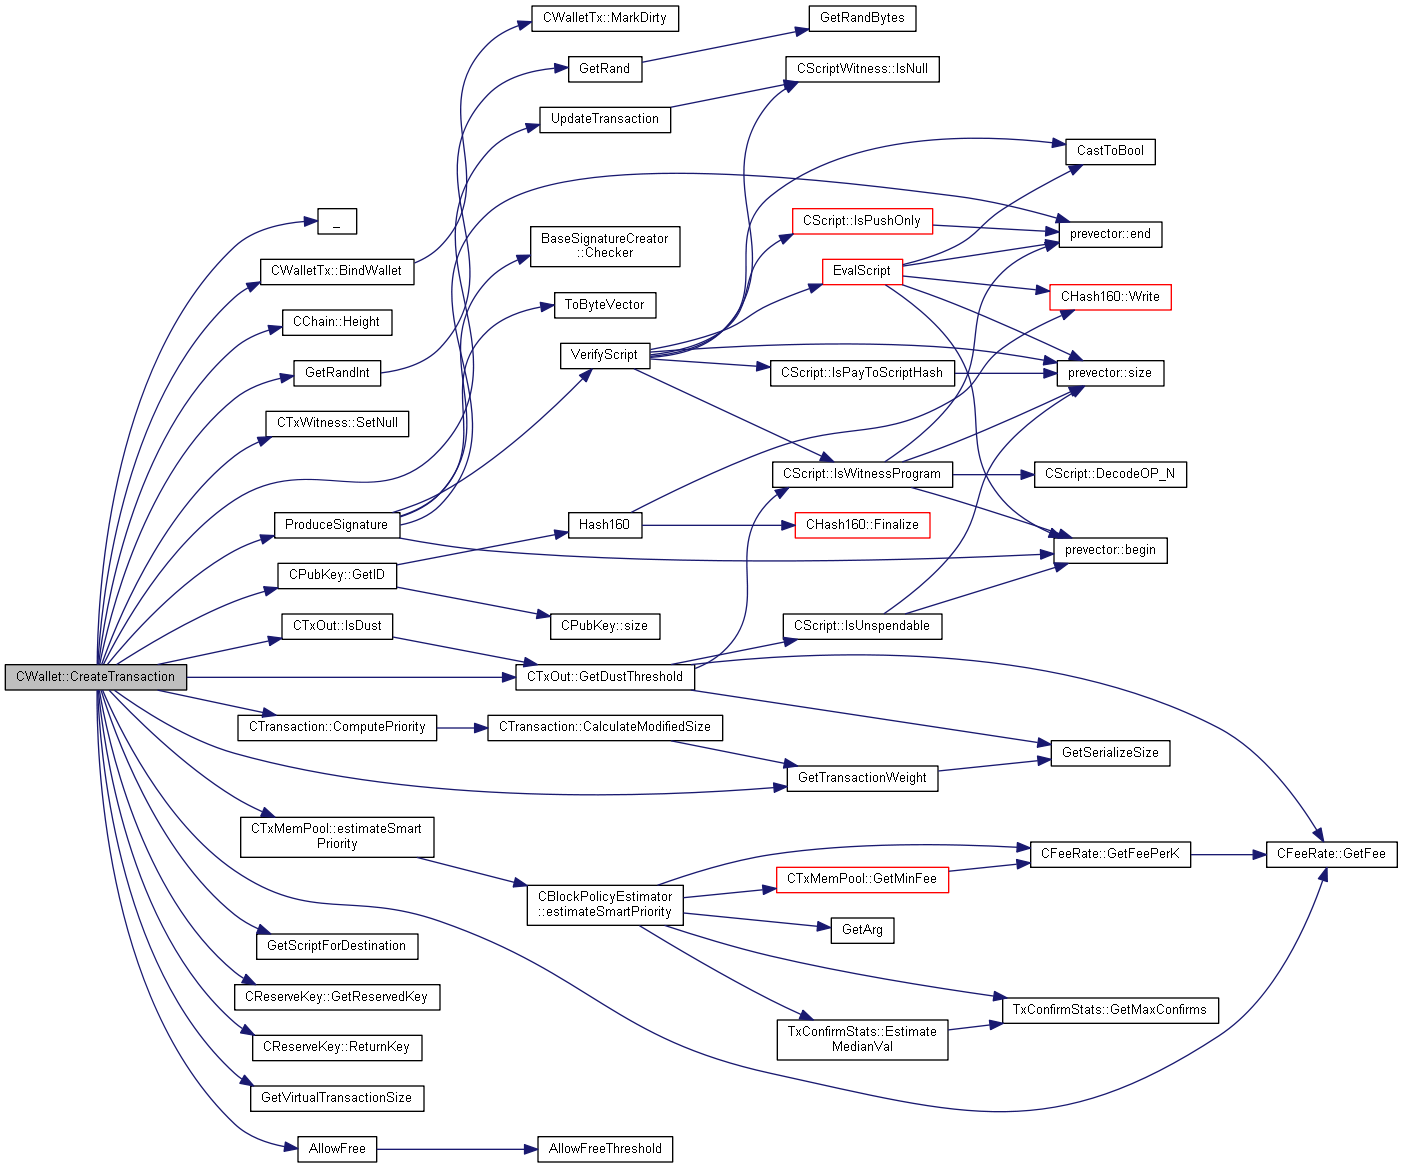 CWalletTx::MarkDirty
GetRandBytes
GetRand
CScriptWitness::IsNull
UpdateTransaction
CastToBool
_
CScript::IsPushOnly
prevector::end
BaseSignatureCreator
::Checker
CWalletTx::BindWallet
EvalScript
CHash160::Write
ToByteVector
CChain::Height
VerifyScript
GetRandInt
CScript::IsPayToScriptHash
prevector::size
CTxWitness::SetNull
CScript::IsWitnessProgram
CScript::DecodeOP_N
ProduceSignature
Hash160
CHash160::Finalize
prevector::begin
CPubKey::GetID
CTxOut::IsDust
CPubKey::size
CScript::IsUnspendable
CWallet::CreateTransaction
CTxOut::GetDustThreshold
CTransaction::ComputePriority
CTransaction::CalculateModifiedSize
GetSerializeSize
GetTransactionWeight
CTxMemPool::estimateSmart
Priority
CFeeRate::GetFeePerK
CFeeRate::GetFee
CTxMemPool::GetMinFee
CBlockPolicyEstimator
::estimateSmartPriority
GetArg
GetScriptForDestination
CReserveKey::GetReservedKey
TxConfirmStats::GetMaxConfirms
TxConfirmStats::Estimate
MedianVal
CReserveKey::ReturnKey
GetVirtualTransactionSize
AllowFree
AllowFreeThreshold